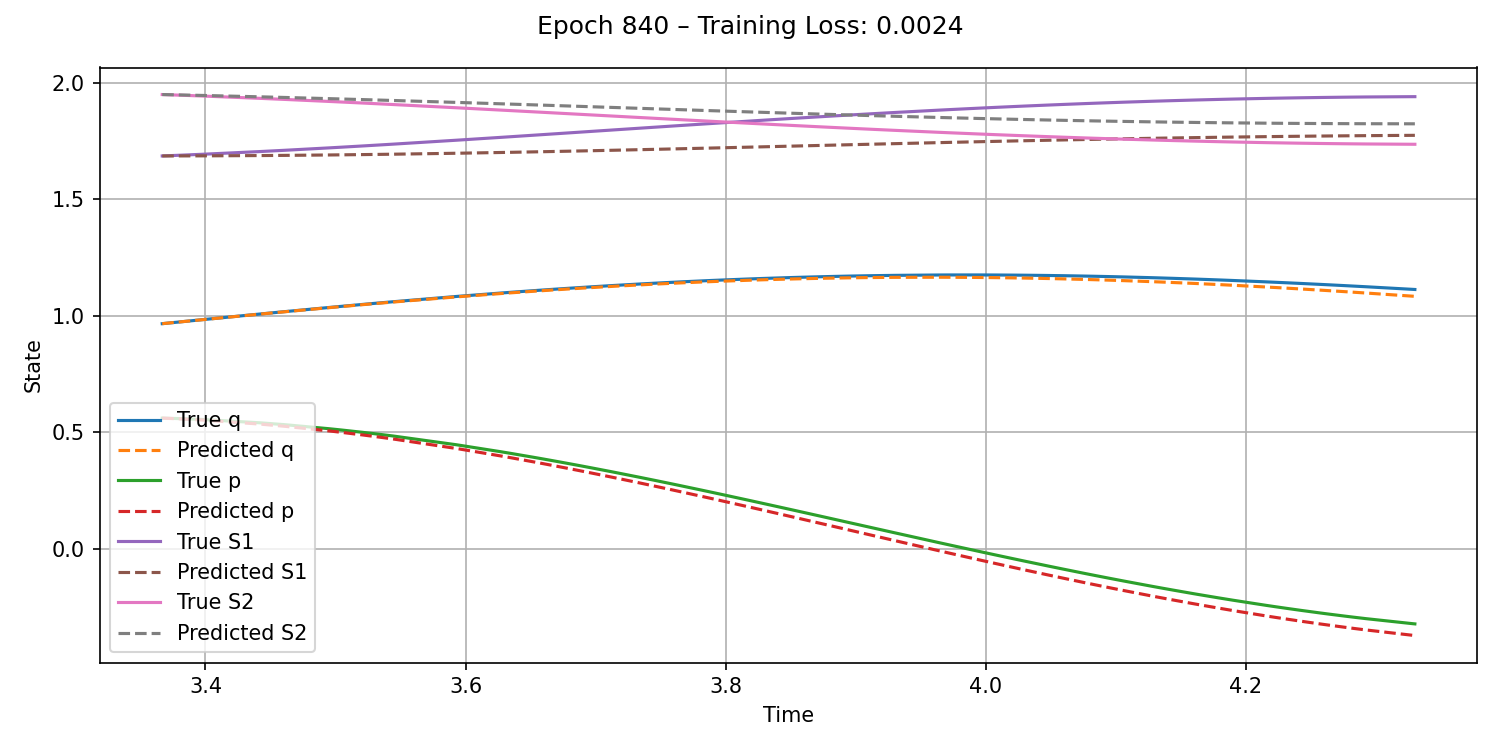 Epoch 840 – Training Loss: 0.0024
2.0
1.5
1.0
0.5
0.0
State
True q
Predicted q
True p
Predicted p
True S1
Predicted S1
True S2
Predicted S2
3.4 3.6 3.8 4.0 4.2
Time